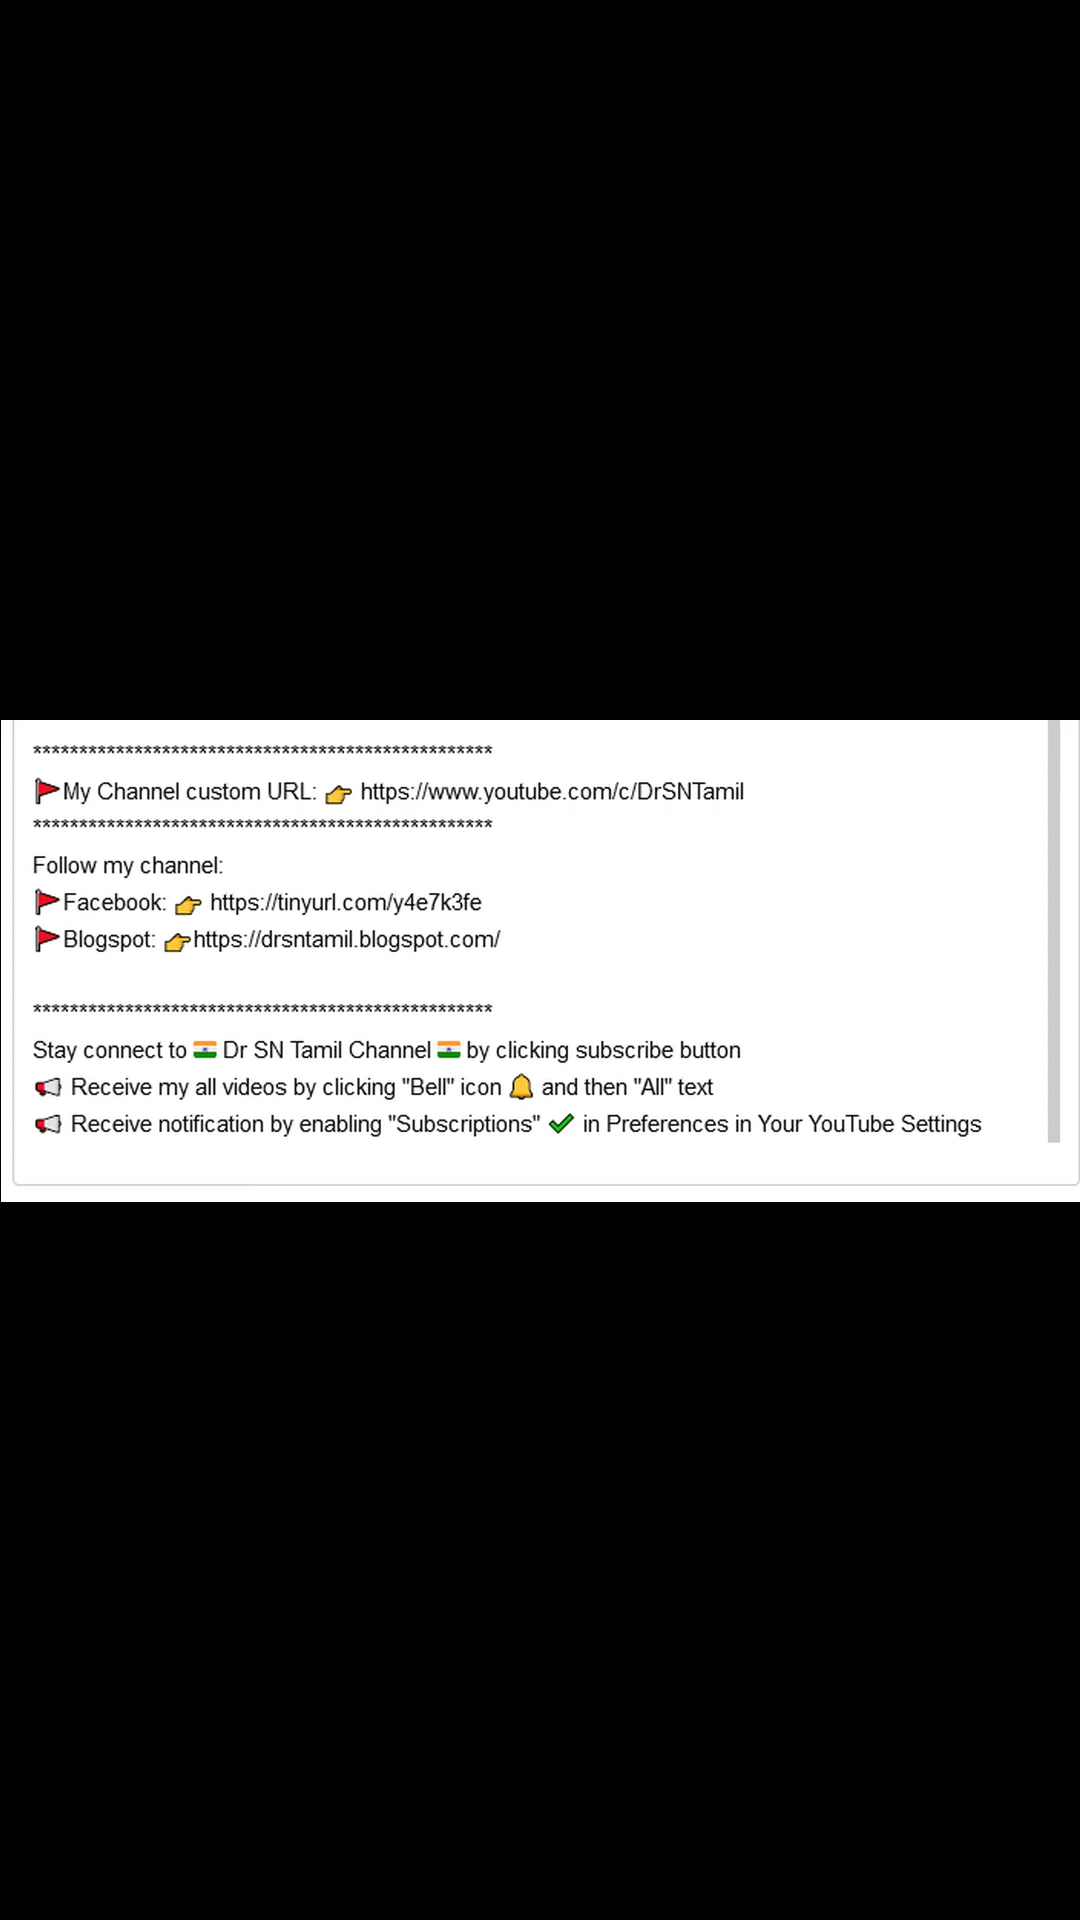 **************************************************
🚩My Channel custom URL: 👉 https://www.youtube.com/c/DrSNTamil
**************************************************
Follow my channel:
🚩Facebook: 👉 https://tinyurl.com/y4e7k3fe
🚩Blogspot: 👉https://drsntamil.blogspot.com/
**************************************************
Stay connect to 🇮🇳 Dr SN Tamil Channel 🇮🇳 by clicking subscribe button
📢 Receive my all videos by clicking "Bell" icon 🔔 and then "All" text
📢 Receive notification by enabling "Subscriptions" ✔ in Preferences in Your YouTube Settings